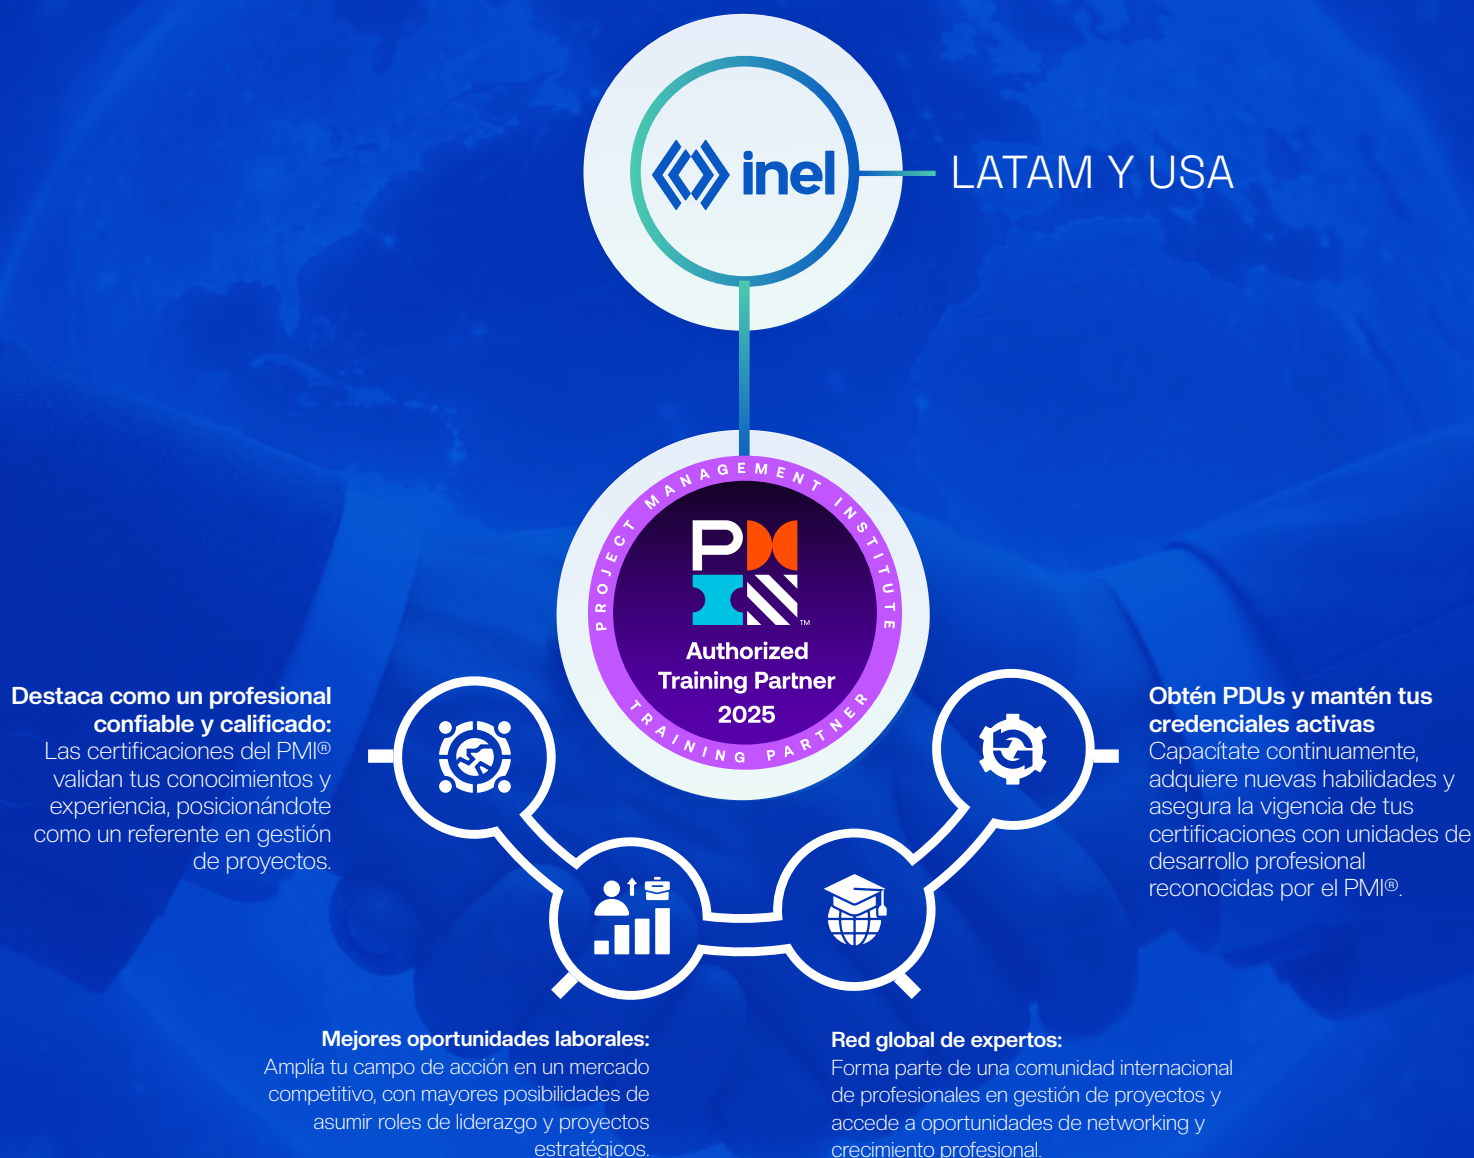 inel
LATAM Y USA
PROJECT MANAGEMENT INSTITUTE
PM
™
Authorized
Training Partner
2025
TRAINING PARTNER
Destaca como un profesional
confiable y calificado:
Las certificaciones del PMI®
validan tus conocimientos y
experiencia, posicionándote
como un referente en gestión
de proyectos.
Obtén PDUs y mantén tus
credenciales activas
Capacítate continuamente,
adquiere nuevas habilidades y
asegura la vigencia de tus
certificaciones con unidades de
desarrollo profesional
reconocidas por el PMI®.
Mejores oportunidades laborales:
Amplía tu campo de acción en un mercado
competitivo, con mayores posibilidades de
asumir roles de liderazgo y proyectos
estratégicos.
Red global de expertos:
Forma parte de una comunidad internacional
de profesionales en gestión de proyectos y
accede a oportunidades de networking y
crecimiento profesional.